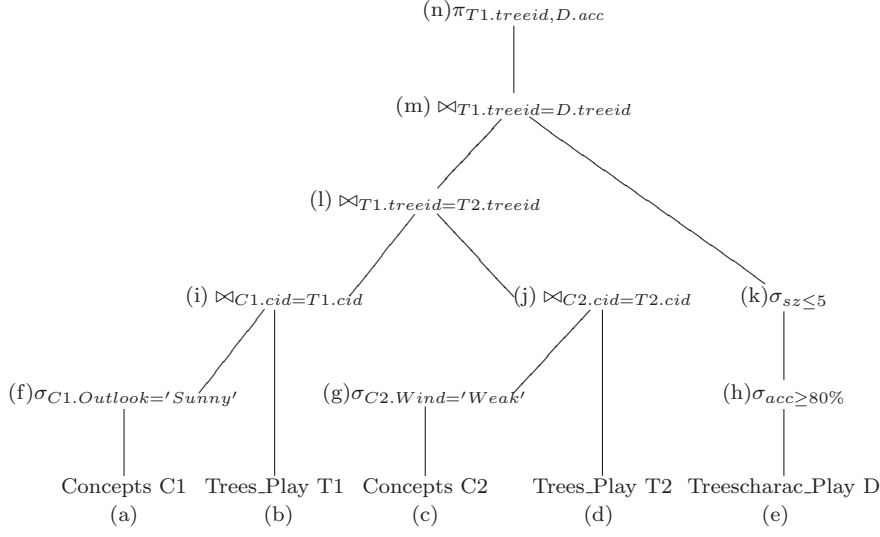 (n)π_{T1.treeid,D.acc}
(m) ⋈_{T1.treeid=D.treeid}
(l) ⋈_{T1.treeid=T2.treeid}
(i) ⋈_{C1.cid=T1.cid} (j) ⋈_{C2.cid=T2.cid} (k)σ_{sz≤5}
(f)σ_{C1.Outlook='Sunny'} (g)σ_{C2.Wind='Weak'} (h)σ_{acc≥80%}
Concepts C1 Trees_Play T1 Concepts C2 Trees_Play T2 Treescharac_Play D
(a) (b) (c) (d) (e)